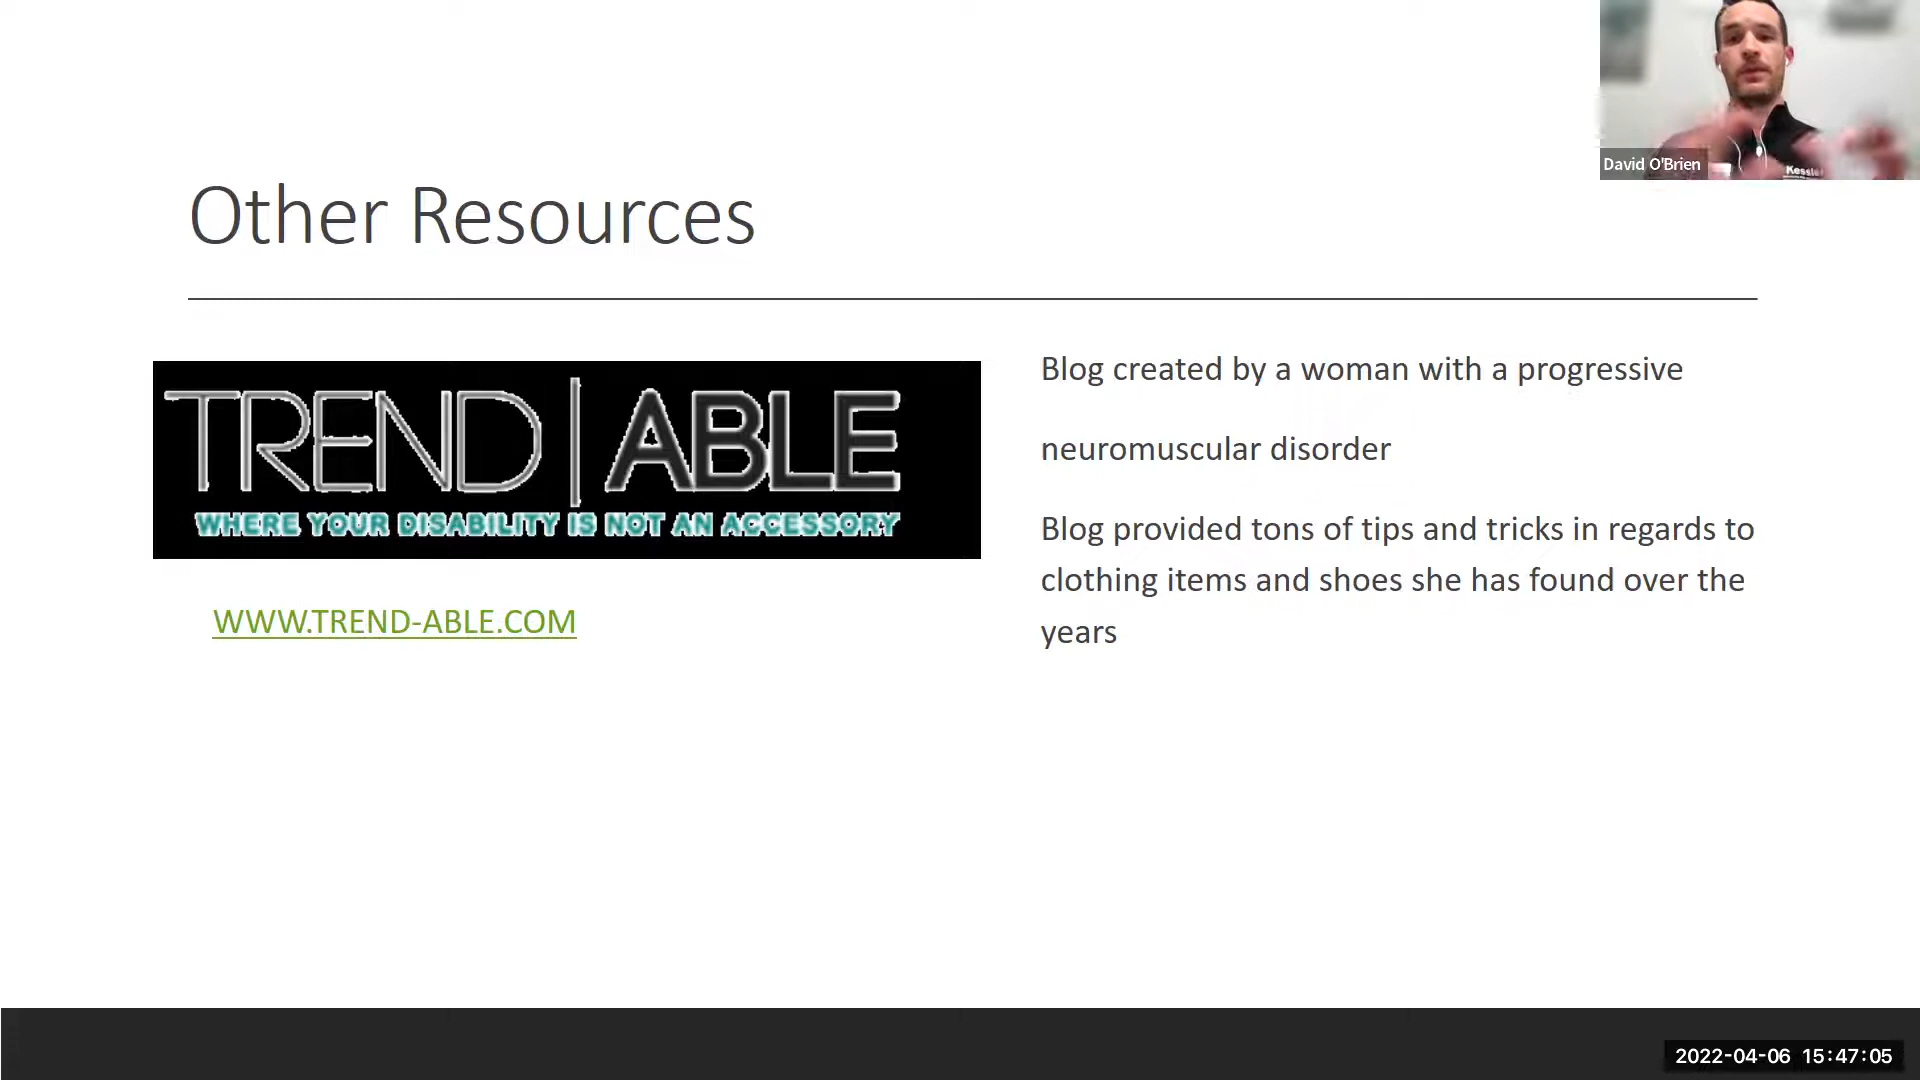 David O'Brien
Other Resources
TREND|ABLE
WHERE YOUR DISABILITY IS NOT AN ACCESSORY
WWW.TREND-ABLE.COM
Blog created by a woman with a progressive
neuromuscular disorder
Blog provided tons of tips and tricks in regards to
clothing items and shoes she has found over the
years
2022-04-06 15:47:05